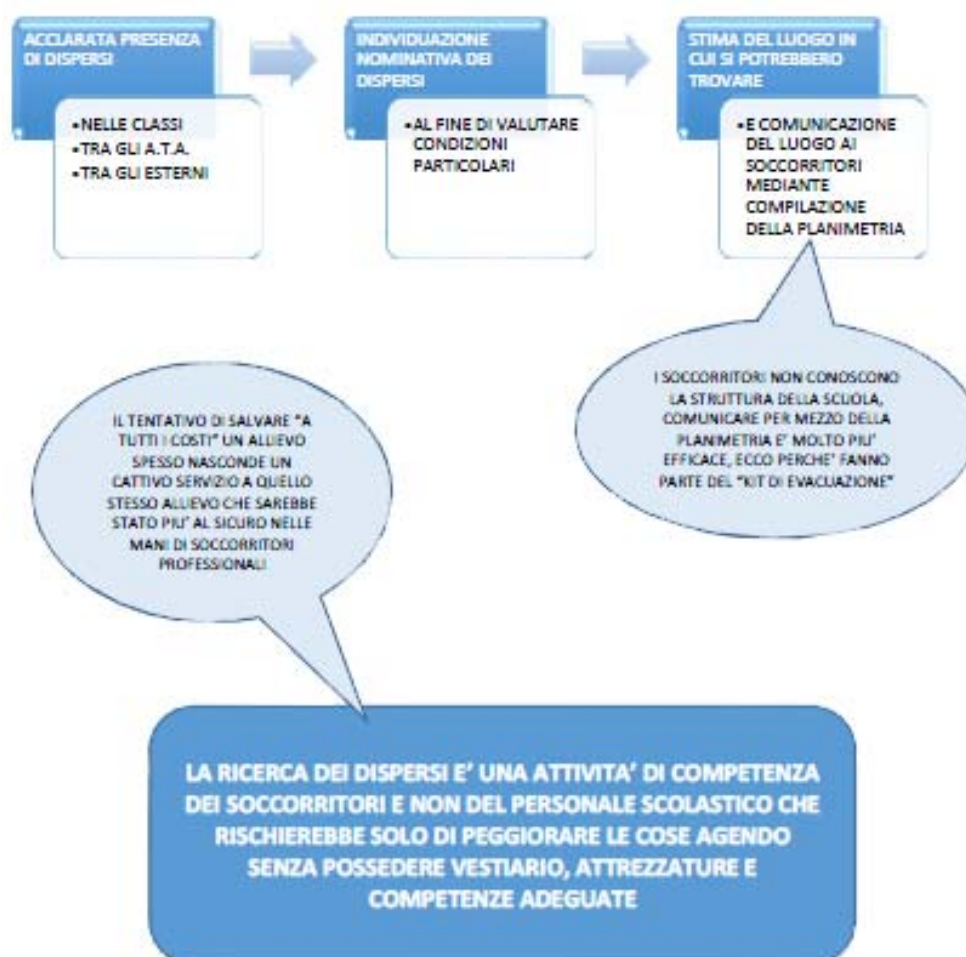 ACCLARATA PRESENZA
DI DISPERSI
•NELLE CLASSI
•TRA GLI A.T.A.
•TRA GLI ESTERNI
INDIVIDUAZIONE
NOMINATIVA DEI
DISPERSI
•AL FINE DI VALUTARE
CONDIZIONI
PARTICOLARI
STIMA DEL LUOGO IN
CUI SI POTREBBERO
TROVARE
•E COMUNICAZIONE
DEL LUOGO AI
SOCCORRITORI
MEDIANTE
COMPILAZIONE
DELLA PLANIMETRIA
I SOCCORRITORI NON CONOSCONO
LA STRUTTURA DELLA SCUOLA,
COMUNICARE PER MEZZO DELLA
PLANIMETRIA E' MOLTO PIU'
EFFICACE, ECCO PERCHE' FANNO
PARTE DEL "KIT DI EVACUAZIONE"
IL TENTATIVO DI SALVARE "A
TUTTI I COSTI" UN ALLIEVO
SPESSO NASCONDE UN
CATTIVO SERVIZIO A QUELLO
STESSO ALLIEVO CHE SAREBBE
STATO PIU' AL SICURO NELLE
MANI DI SOCCORRITORI
PROFESSIONALI
LA RICERCA DEI DISPERSI E' UNA ATTIVITA' DI COMPETENZA
DEI SOCCORRITORI E NON DEL PERSONALE SCOLASTICO CHE
RISCHIEREBBE SOLO DI PEGGIORARE LE COSE AGENDO
SENZA POSSEDERE VESTIARIO, ATTREZZATURE E
COMPETENZE ADEGUATE